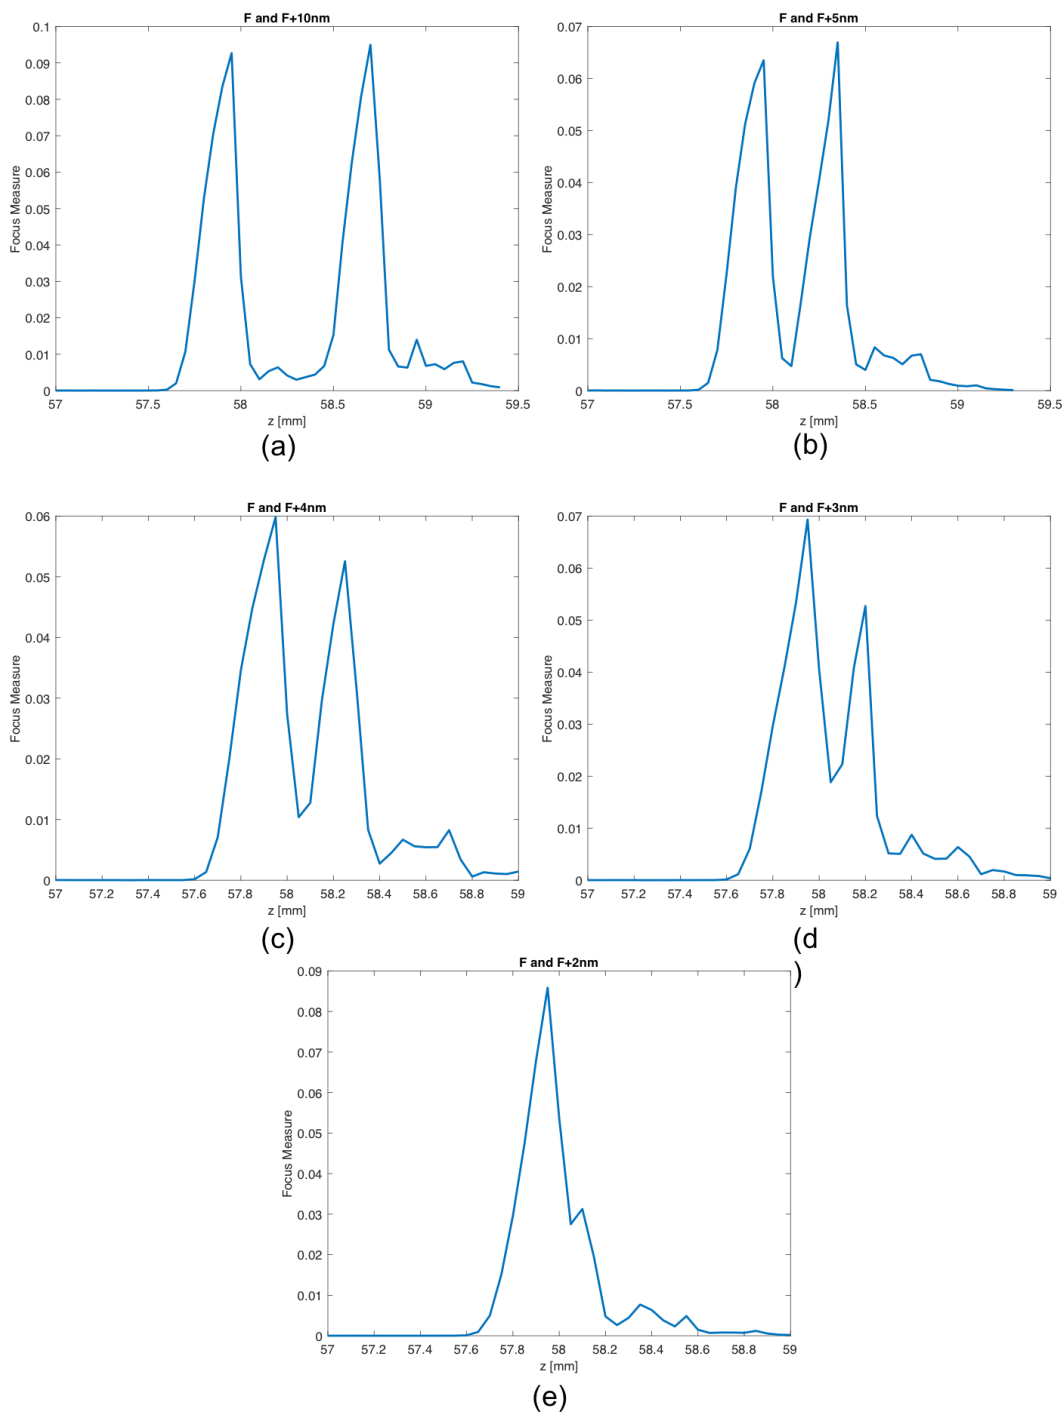 F and F+10nm
0.1
0.09
0.08
0.07
0.06
0.05
0.04
0.03
0.02
0.01
0
Focus Measure
57 57.5 58 58.5 59 59.5
z [mm]
(a)
F and F+5nm
0.07
0.06
0.05
0.04
0.03
0.02
0.01
0
Focus Measure
57 57.5 58 58.5 59 59.5
z [mm]
(b)
F and F+4nm
0.06
0.05
0.04
0.03
0.02
0.01
0
Focus Measure
57 57.2 57.4 57.6 57.8 58 58.2 58.4 58.6 58.8 59
z [mm]
(c)
F and F+3nm
0.07
0.06
0.05
0.04
0.03
0.02
0.01
0
Focus Measure
57 57.2 57.4 57.6 57.8 58 58.2 58.4 58.6 58.8 59
z [mm]
(d
)
F and F+2nm
0.09
0.08
0.07
0.06
0.05
0.04
0.03
0.02
0.01
0
Focus Measure
57 57.2 57.4 57.6 57.8 58 58.2 58.4 58.6 58.8 59
z [mm]
(e)